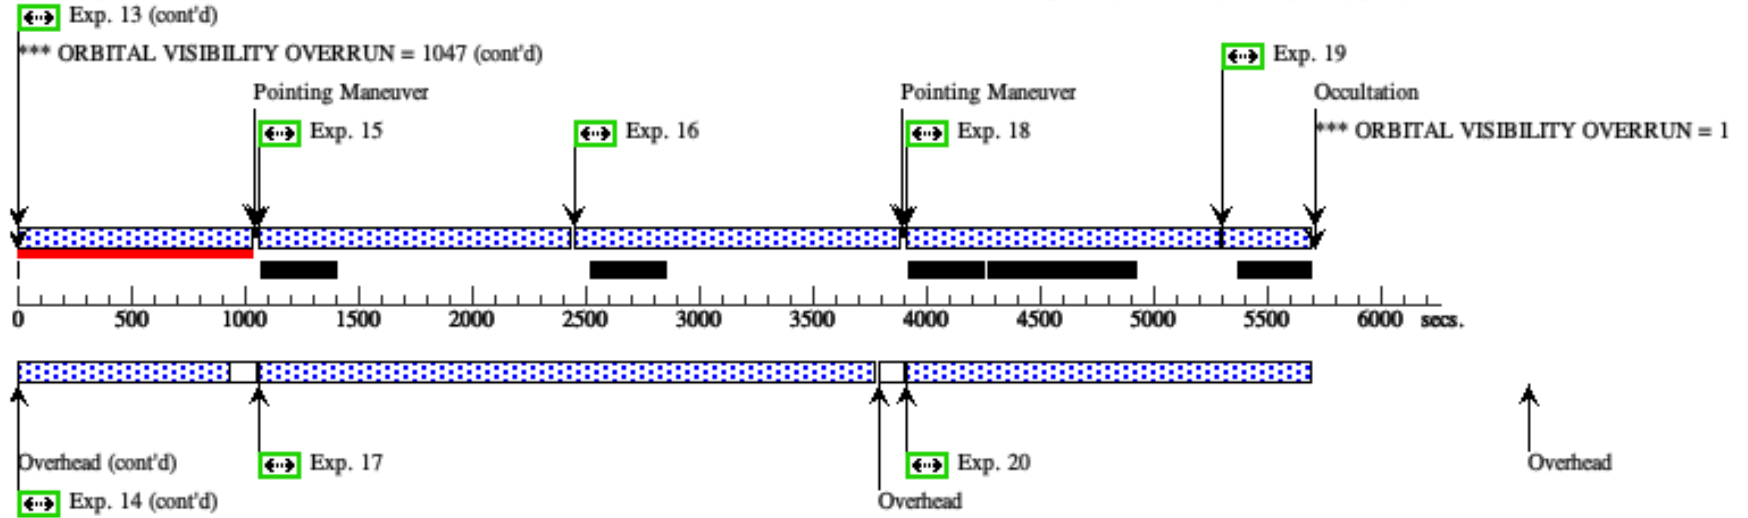 Exp. 13 (cont'd)
*** ORBITAL VISIBILITY OVERRUN = 1047 (cont'd)
Exp. 19
Pointing Maneuver
Pointing Maneuver
Occultation
Exp. 15
Exp. 16
Exp. 18
*** ORBITAL VISIBILITY OVERRUN = 1
0 500 1000 1500 2000 2500 3000 3500 4000 4500 5000 5500 6000 secs.
Overhead (cont'd)
Exp. 17
Exp. 20
Overhead
Exp. 14 (cont'd)
Overhead